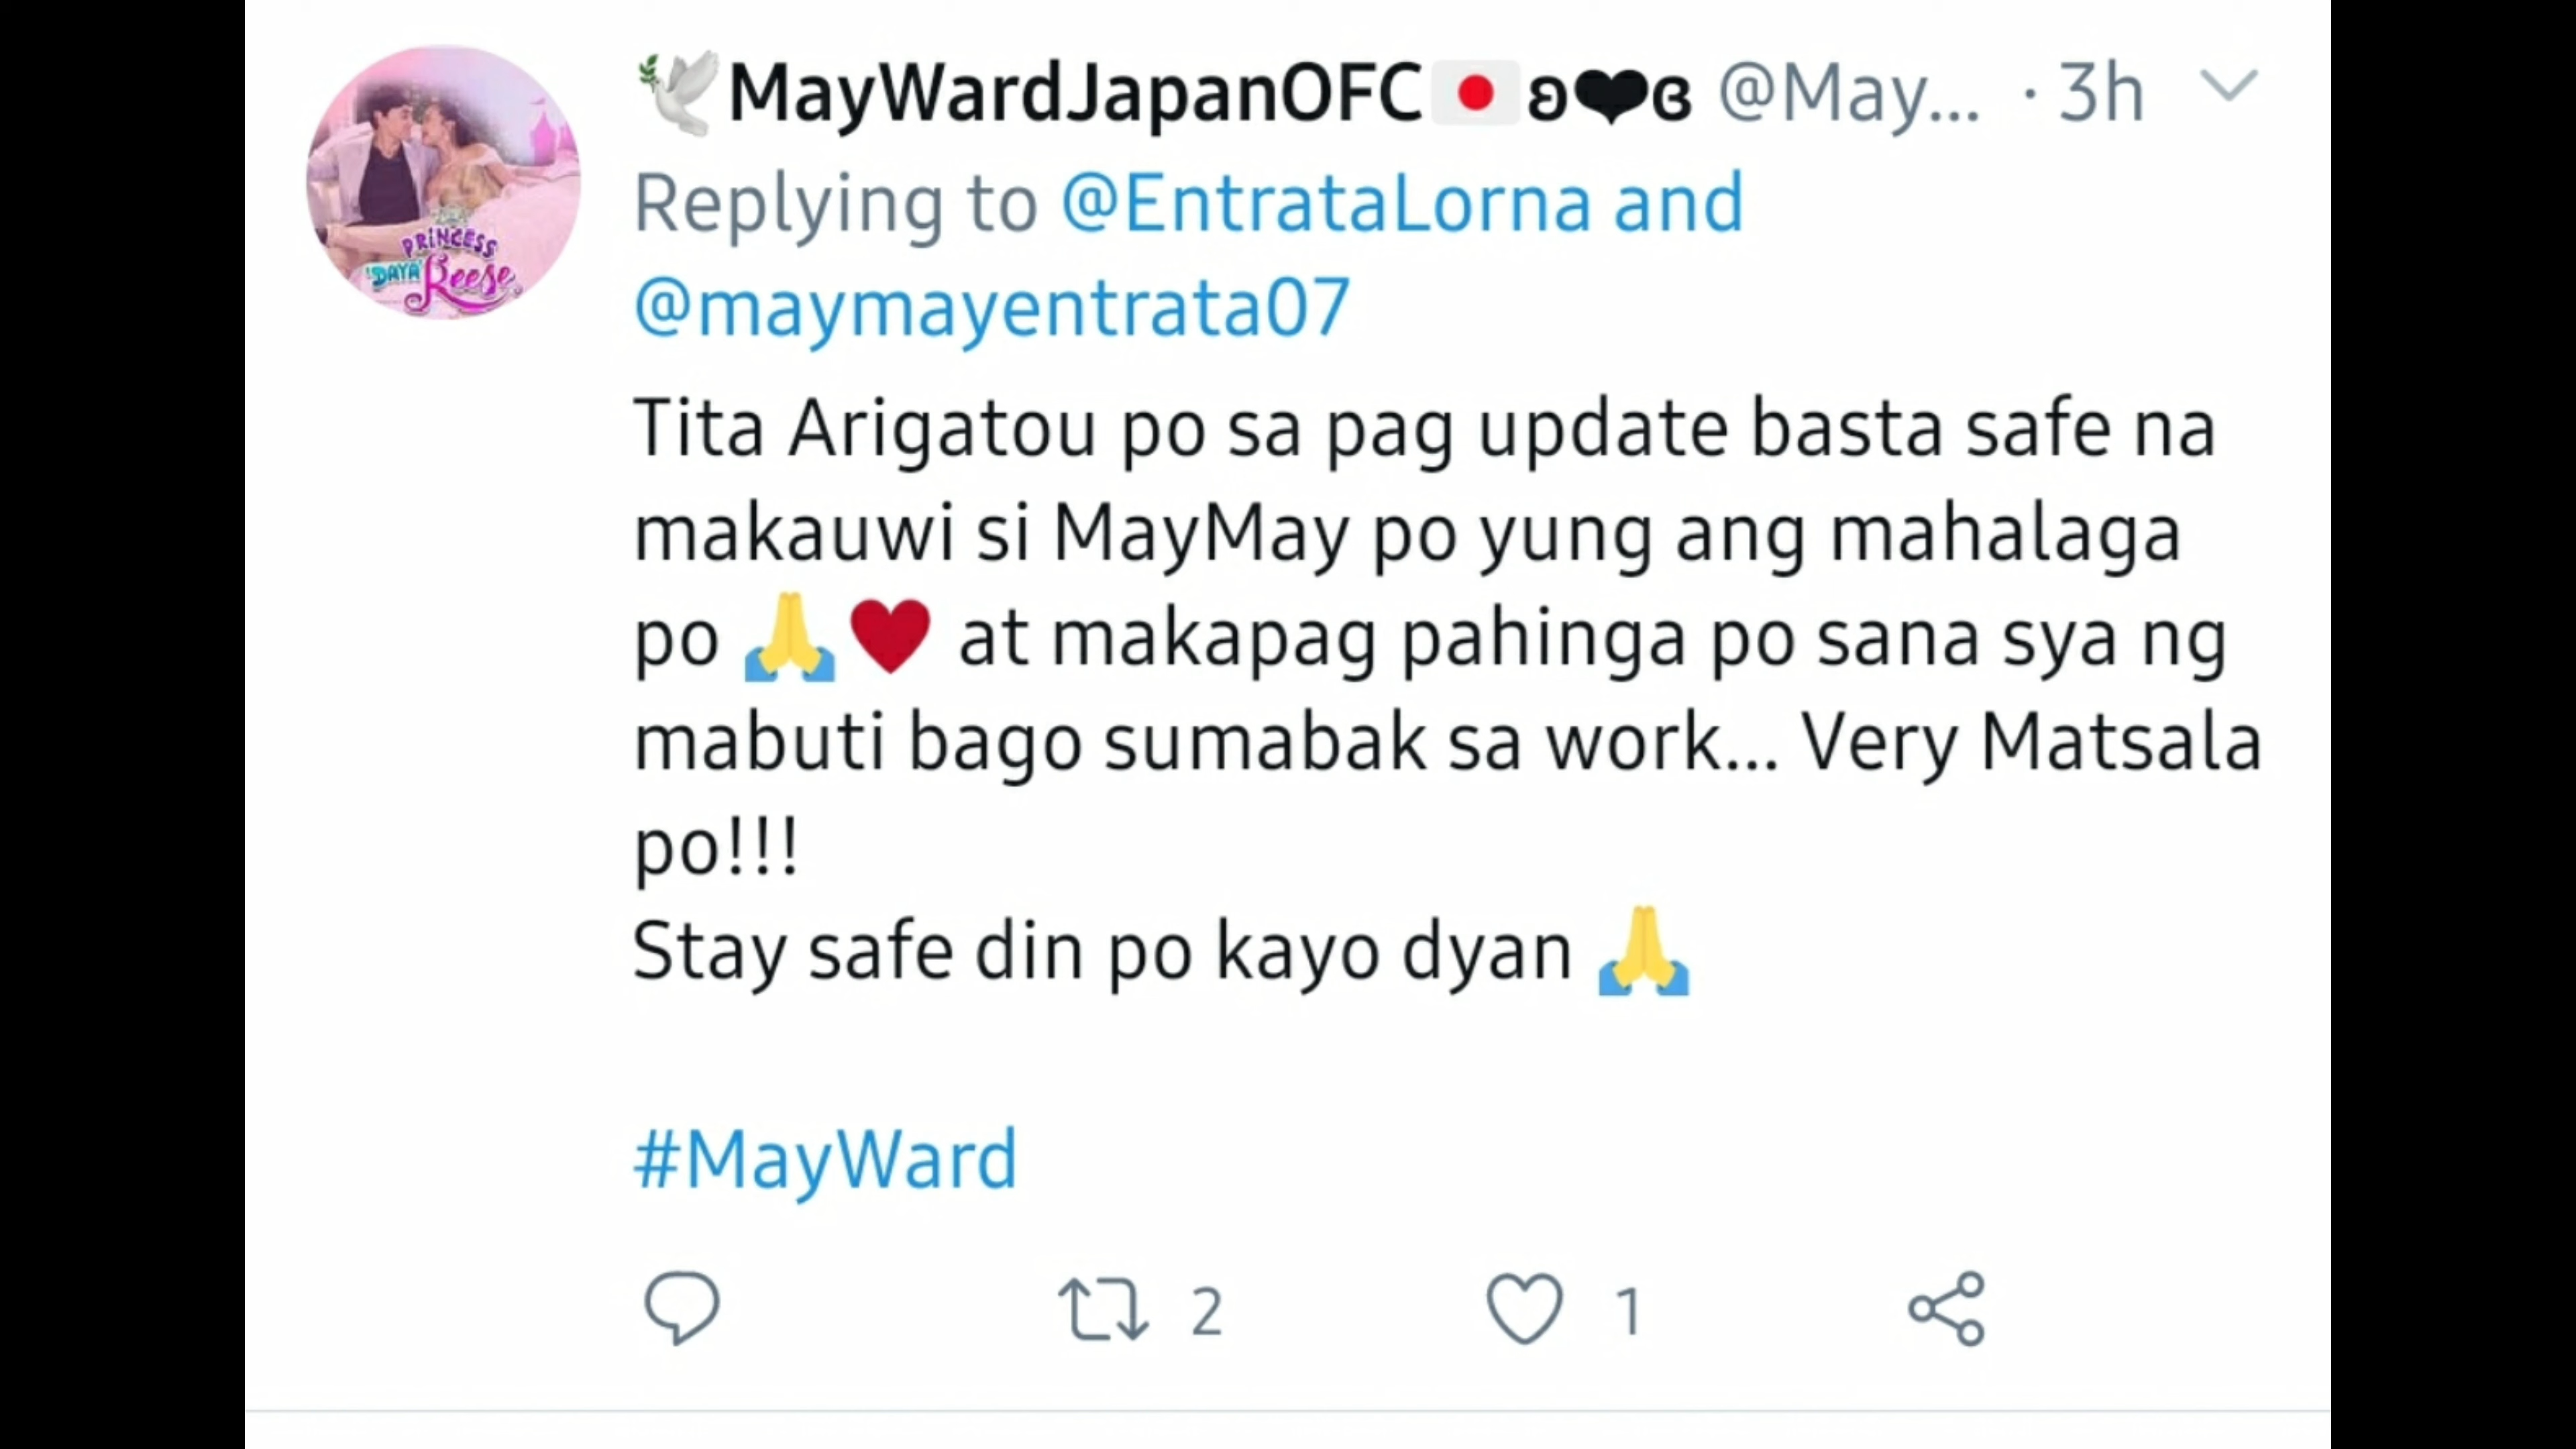 🕊MayWardJapanOFC🇯🇵ʚ❤ɞ @May... · 3h
Replying to @EntrataLorna and
@maymayentrata07
Tita Arigatou po sa pag update basta safe na
makauwi si MayMay po yung ang mahalaga
po 🙏❤ at makapag pahinga po sana sya ng
mabuti bago sumabak sa work... Very Matsala
po!!!
Stay safe din po kayo dyan 🙏
#MayWard
2 1
PRINCESS
'DAYA'Reese